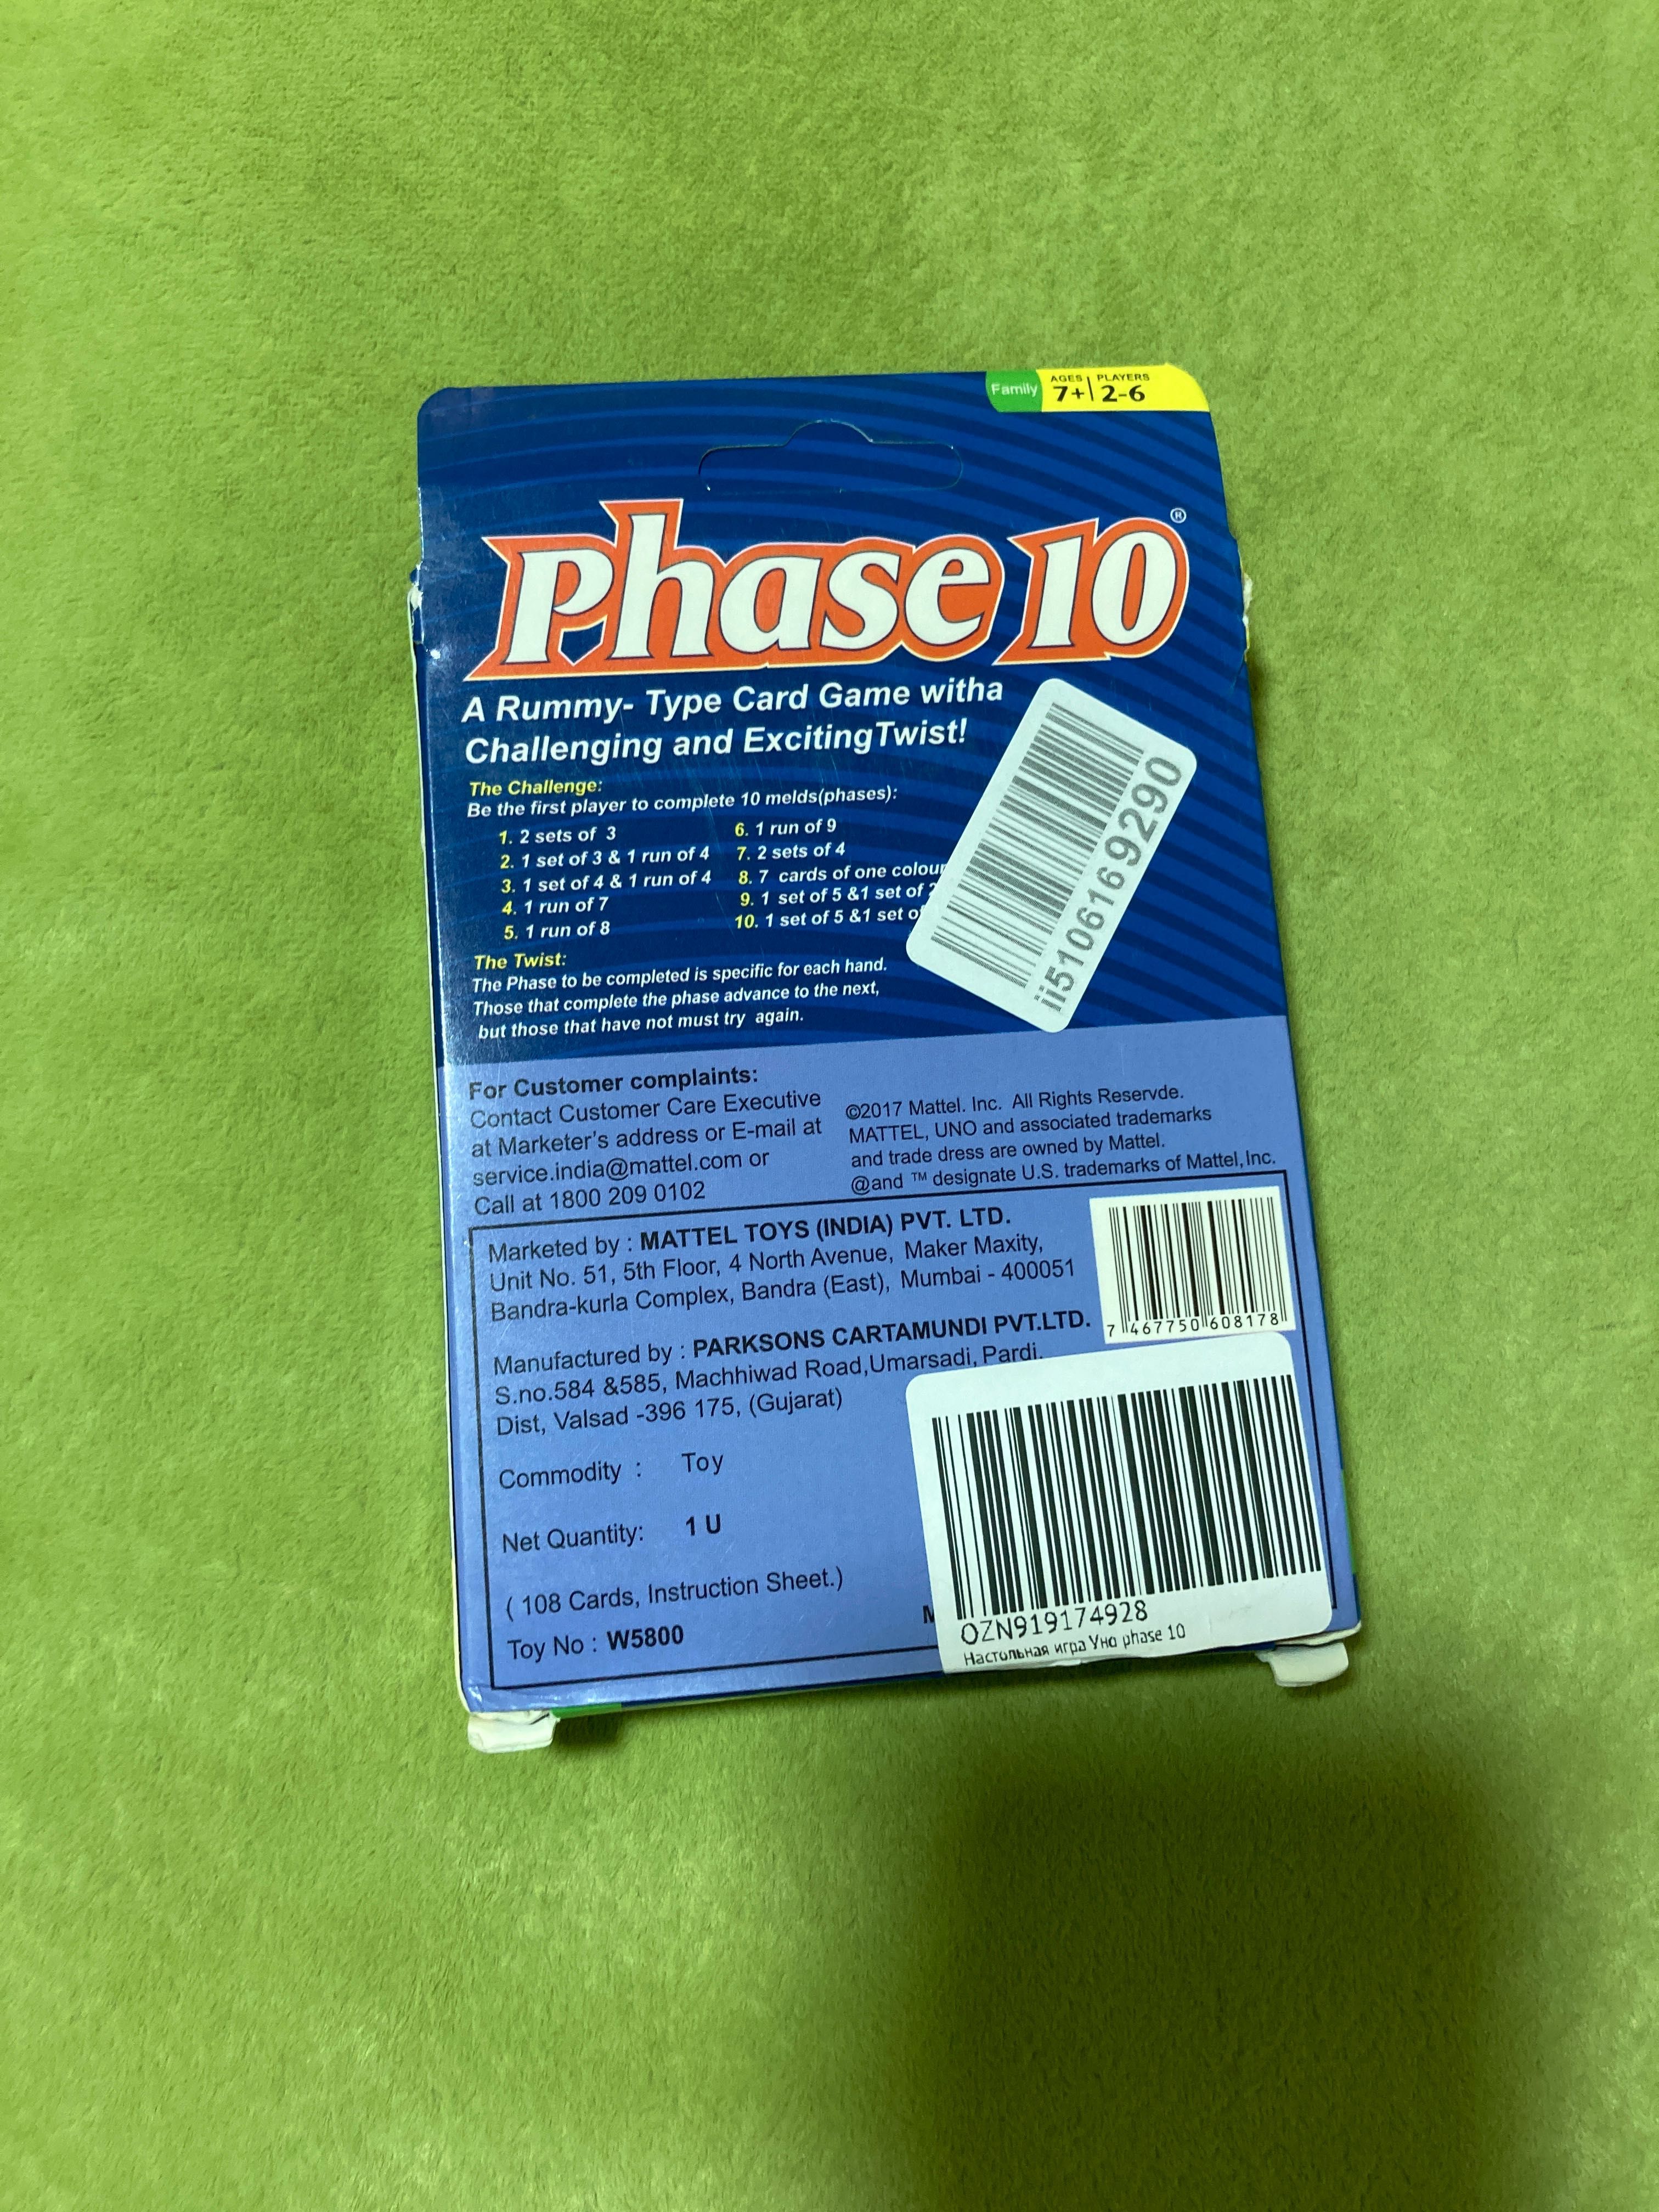 Family
AGES PLAYERS
7+ 2-6
Phase 10®
A Rummy- Type Card Game witha
Challenging and ExcitingTwist!
The Challenge:
Be the first player to complete 10 melds(phases):
1. 2 sets of 3
2. 1 set of 3 & 1 run of 4
3. 1 set of 4 & 1 run of 4
4. 1 run of 7
5. 1 run of 8
6. 1 run of 9
7. 2 sets of 4
8. 7 cards of one colour
9. 1 set of 5 &1 set of 2
10. 1 set of 5 &1 set of
ii5106169290
The Twist:
The Phase to be completed is specific for each hand.
Those that complete the phase advance to the next,
but those that have not must try again.
For Customer complaints:
Contact Customer Care Executive
at Marketer's address or E-mail at
service.india@mattel.com or
Call at 1800 209 0102
©2017 Mattel. Inc. All Rights Reservde.
MATTEL, UNO and associated trademarks
and trade dress are owned by Mattel.
@and ™ designate U.S. trademarks of Mattel,Inc.
Marketed by : MATTEL TOYS (INDIA) PVT. LTD.
Unit No. 51, 5th Floor, 4 North Avenue, Maker Maxity,
Bandra-kurla Complex, Bandra (East), Mumbai - 400051
7 467750 608178
Manufactured by : PARKSONS CARTAMUNDI PVT.LTD.
S.no.584 &585, Machhiwad Road,Umarsadi, Pardi.
Dist, Valsad -396 175, (Gujarat)
Commodity : Toy
Net Quantity: 1 U
( 108 Cards, Instruction Sheet.)
Toy No : W5800
OZN919174928
Настольная игра Уно phase 10